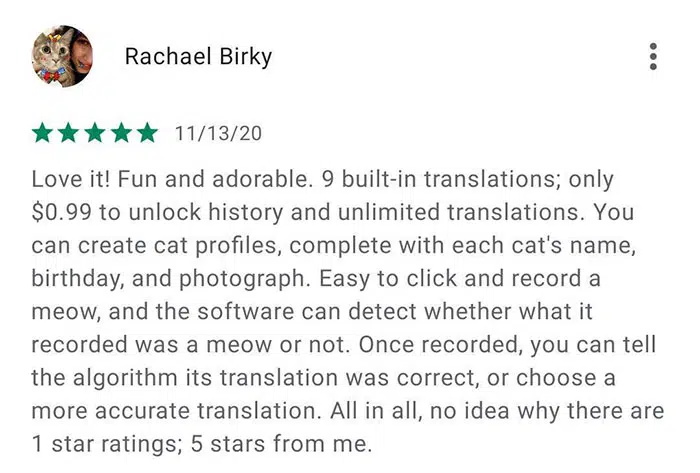 Rachael Birky
11/13/20
Love it! Fun and adorable. 9 built-in translations; only
$0.99 to unlock history and unlimited translations. You
can create cat profiles, complete with each cat's name,
birthday, and photograph. Easy to click and record a
meow, and the software can detect whether what it
recorded was a meow or not. Once recorded, you can tell
the algorithm its translation was correct, or choose a
more accurate translation. All in all, no idea why there are
1 star ratings; 5 stars from me.